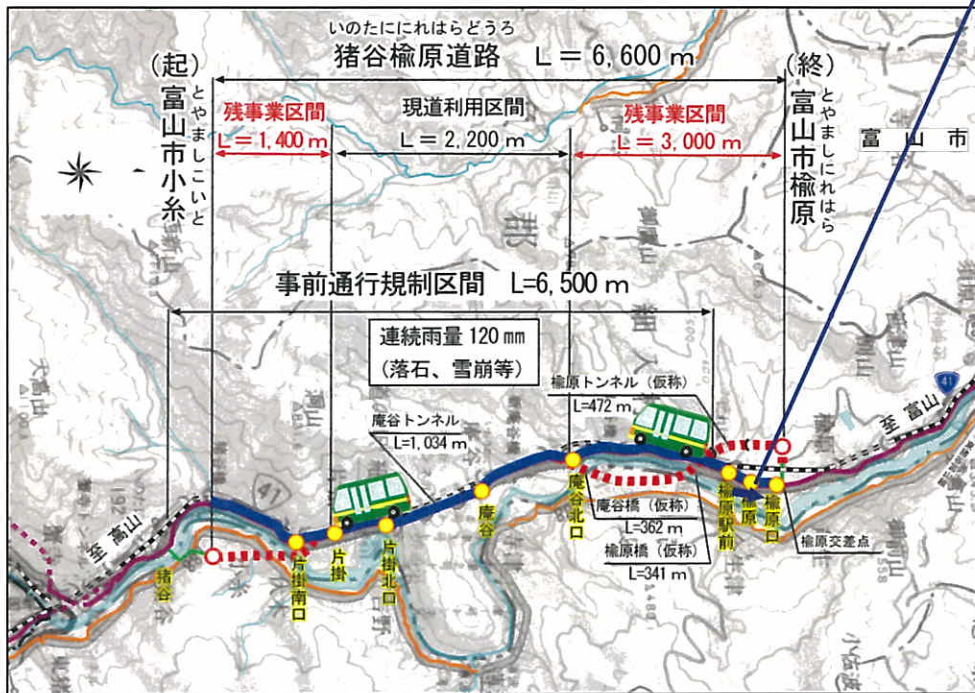 いのたににれはらどうろ
猪谷楡原道路 L=6,600 m
(起)
富山市小糸
とやましこいと
(終)
富山市楡原
とやましにれはら
残事業区間
L=1,400 m
現道利用区間
L=2,200 m
残事業区間
L=3,000 m
富山市
事前通行規制区間 L=6,500 m
連続雨量 120 mm
(落石、雪崩等)
楡原トンネル(仮称)
L=472 m
庵谷トンネル
L=1,034 m
41
至富山
41
至高山
猪谷
片掛南口
片掛
片掛北口
庵谷
庵谷北口
庵谷橋(仮称)
L=362 m
楡原橋(仮称)
L=341 m
楡原駅前
楡原
楡原口
楡原交差点